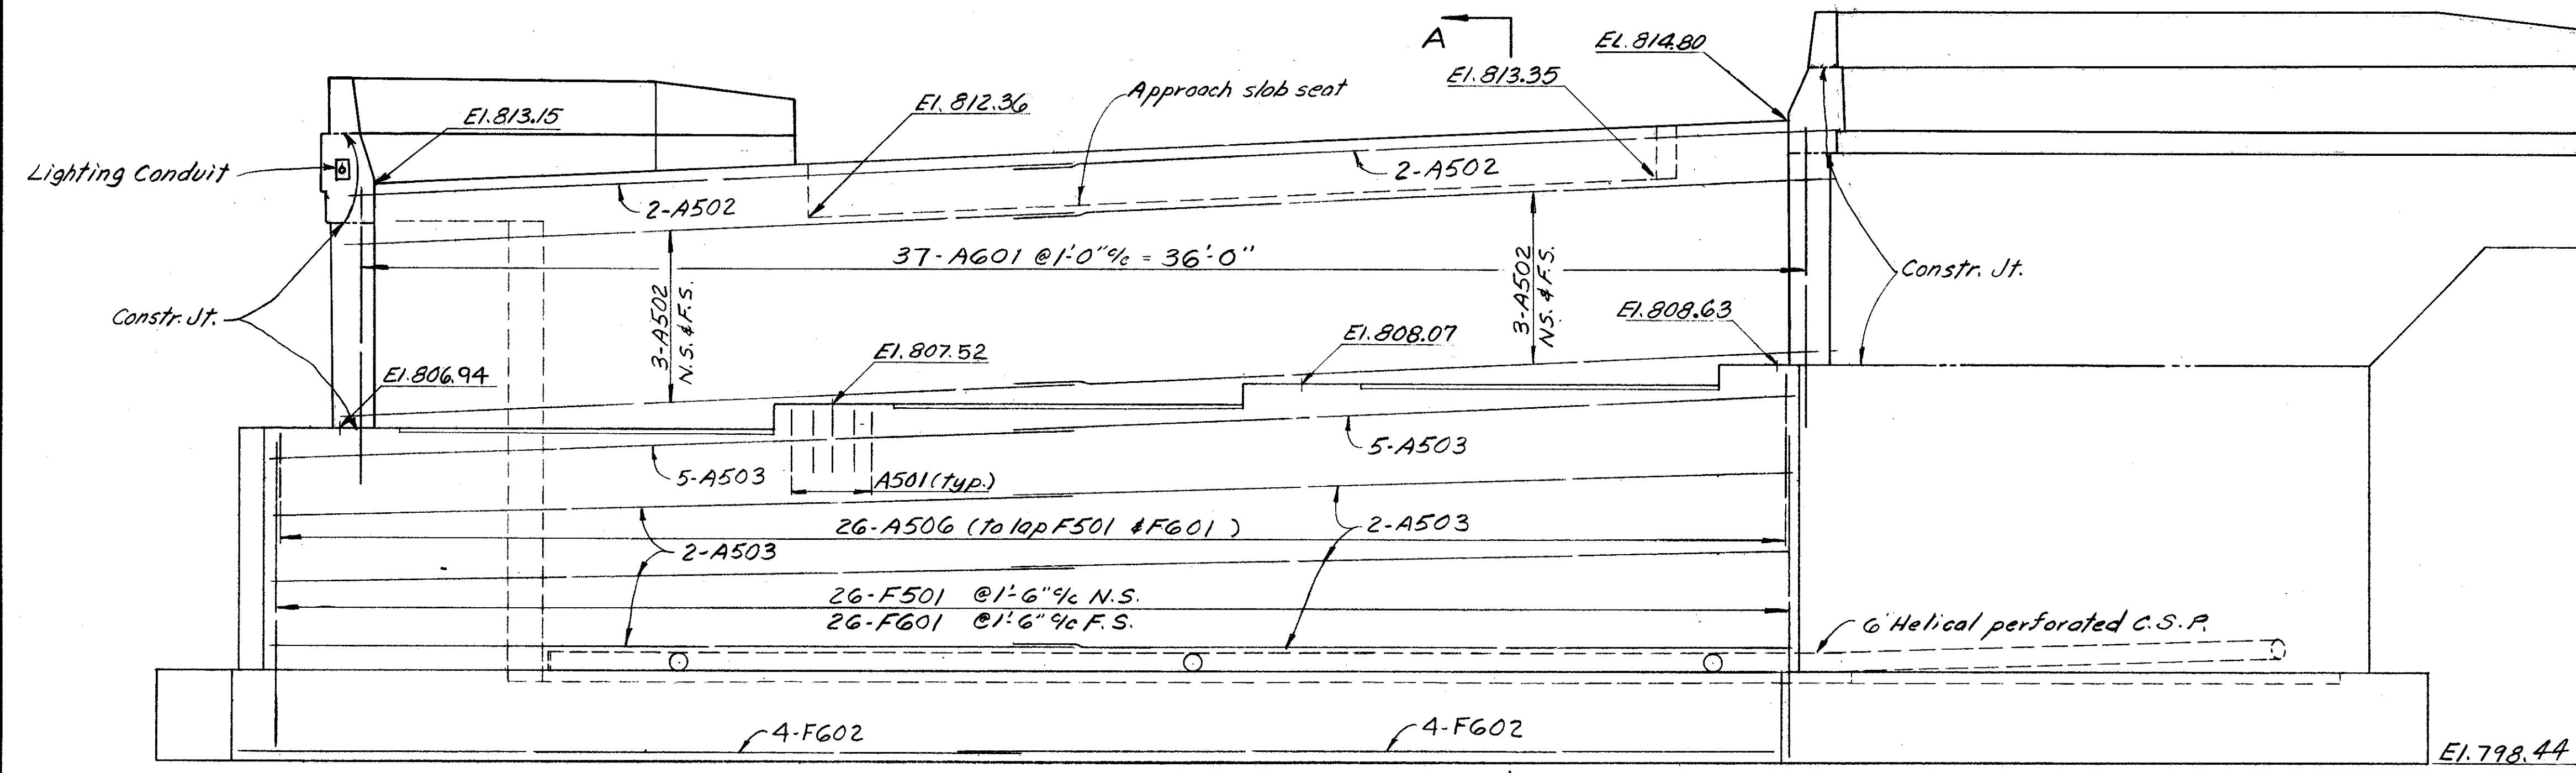 A
El. 814.80
El. 813.35
Approach slab seat
El. 812.36
El. 813.15
Lighting Conduit
2-A502
2-A502
37-A601 @1'-0" c/c = 36'-0"
3-A502
N.S. & F.S.
3-A502
N.S. & F.S.
Constr. Jt.
Constr. Jt.
El. 808.63
El. 808.07
El. 807.52
El. 806.94
5-A503
5-A503
A501 (typ.)
26-A506 (to lap F501 & F601)
2-A503
2-A503
26-F501 @1'-6" c/c N.S.
26-F601 @1'-6" c/c F.S.
6" Helical perforated C.S.P.
4-F602
4-F602
El. 798.44